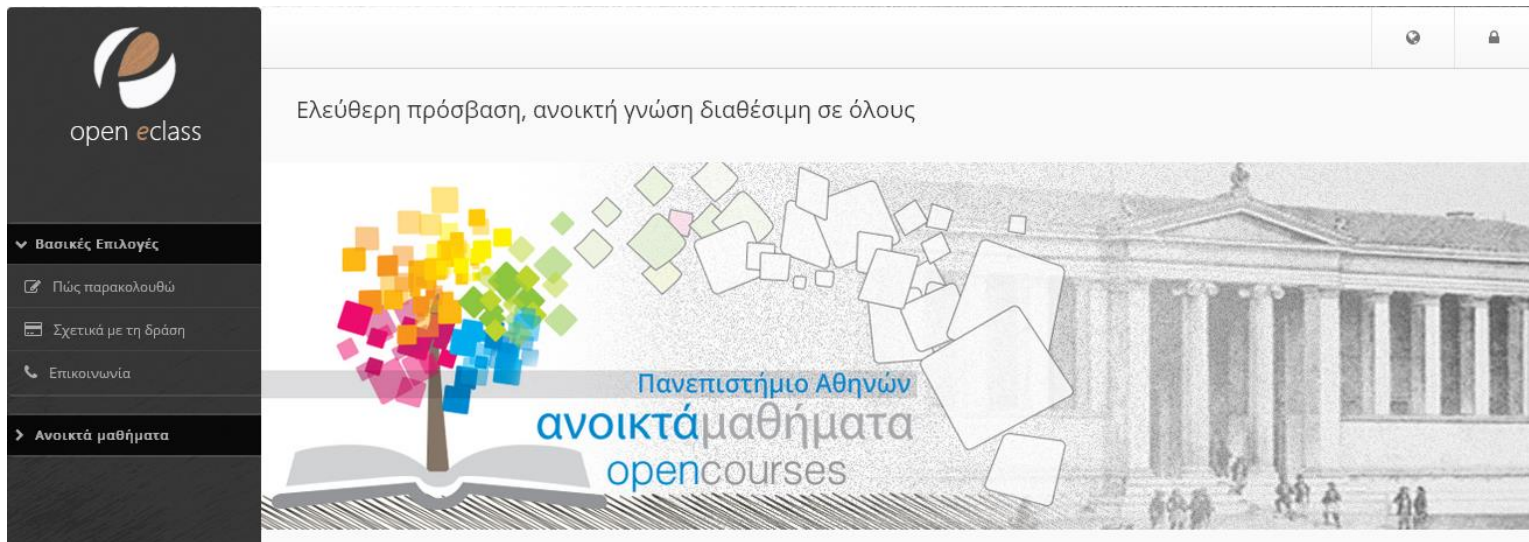 open eclass
Ελεύθερη πρόσβαση, ανοικτή γνώση διαθέσιμη σε όλους
Βασικές Επιλογές
Πώς παρακολουθώ
Σχετικά με τη δράση
Επικοινωνία
Ανοικτά μαθήματα
Πανεπιστήμιο Αθηνών
ανοικτάμαθήματα
opencourses